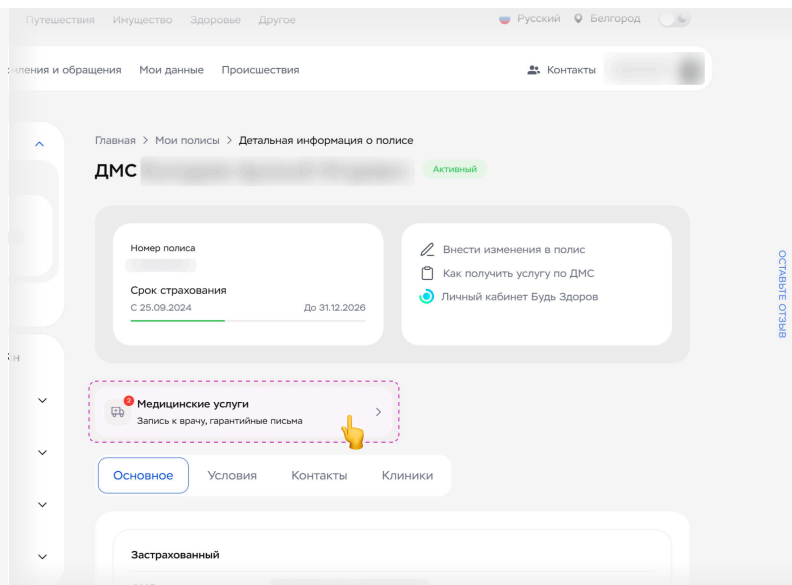 Путешествия Имущество Здоровье Другое
Русский Белгород
и обращения Мои данные Происшествия
Контакты
Главная > Мои полисы > Детальная информация о полисе
ДМС
Активный
Номер полиса
Срок страхования
С 25.09.2024 До 31.12.2026
Внести изменения в полис
Как получить услугу по ДМС
Личный кабинет Будь Здоров
ОСТАВЬТЕ ОТЗЫВ
2
Медицинские услуги
Запись к врачу, гарантийные письма
Основное Условия Контакты Клиники
Застрахованный